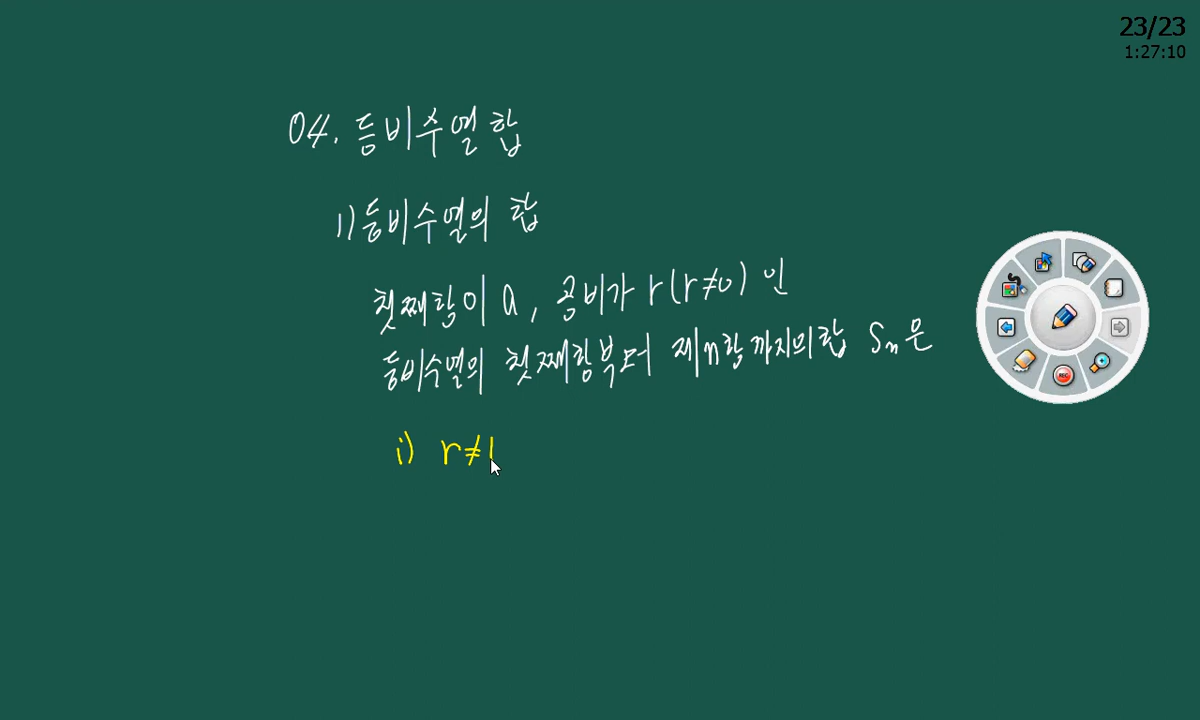 23/23
1:27:10
04. 등비수열합
1) 등비수열의 합
첫째항이 a, 공비가 r(r≠0) 인
등비수열의 첫째항부터 제n항까지의합 Sₙ은
i) r≠1
REC